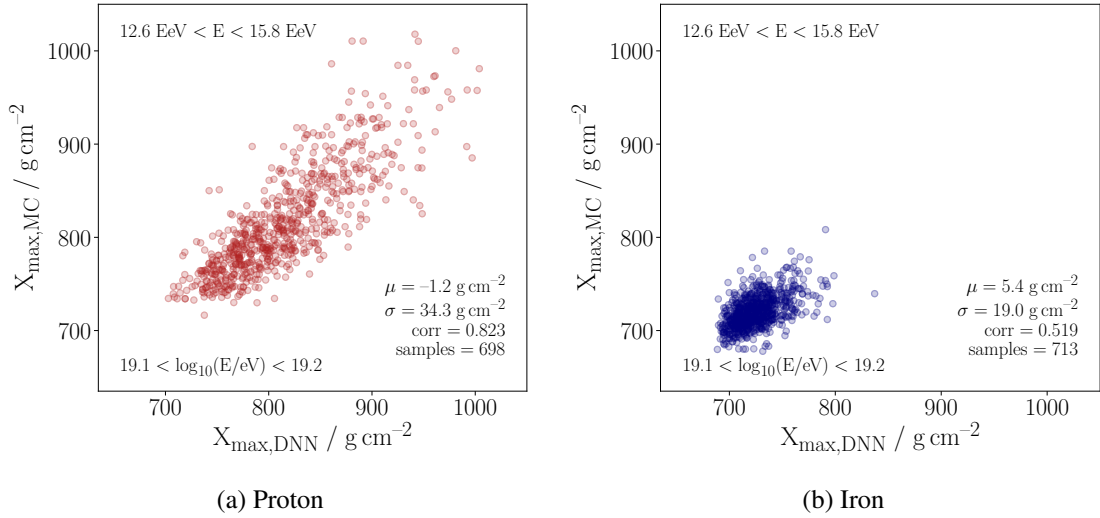 12.6 EeV < E < 15.8 EeV
1000
900
800
700
X_max,MC / g cm⁻²
μ = –1.2 g cm⁻²
σ = 34.3 g cm⁻²
corr = 0.823
samples = 698
19.1 < log₁₀(E/eV) < 19.2
700 800 900 1000
X_max,DNN / g cm⁻²
(a) Proton
12.6 EeV < E < 15.8 EeV
1000
900
800
700
X_max,MC / g cm⁻²
μ = 5.4 g cm⁻²
σ = 19.0 g cm⁻²
corr = 0.519
samples = 713
19.1 < log₁₀(E/eV) < 19.2
700 800 900 1000
X_max,DNN / g cm⁻²
(b) Iron